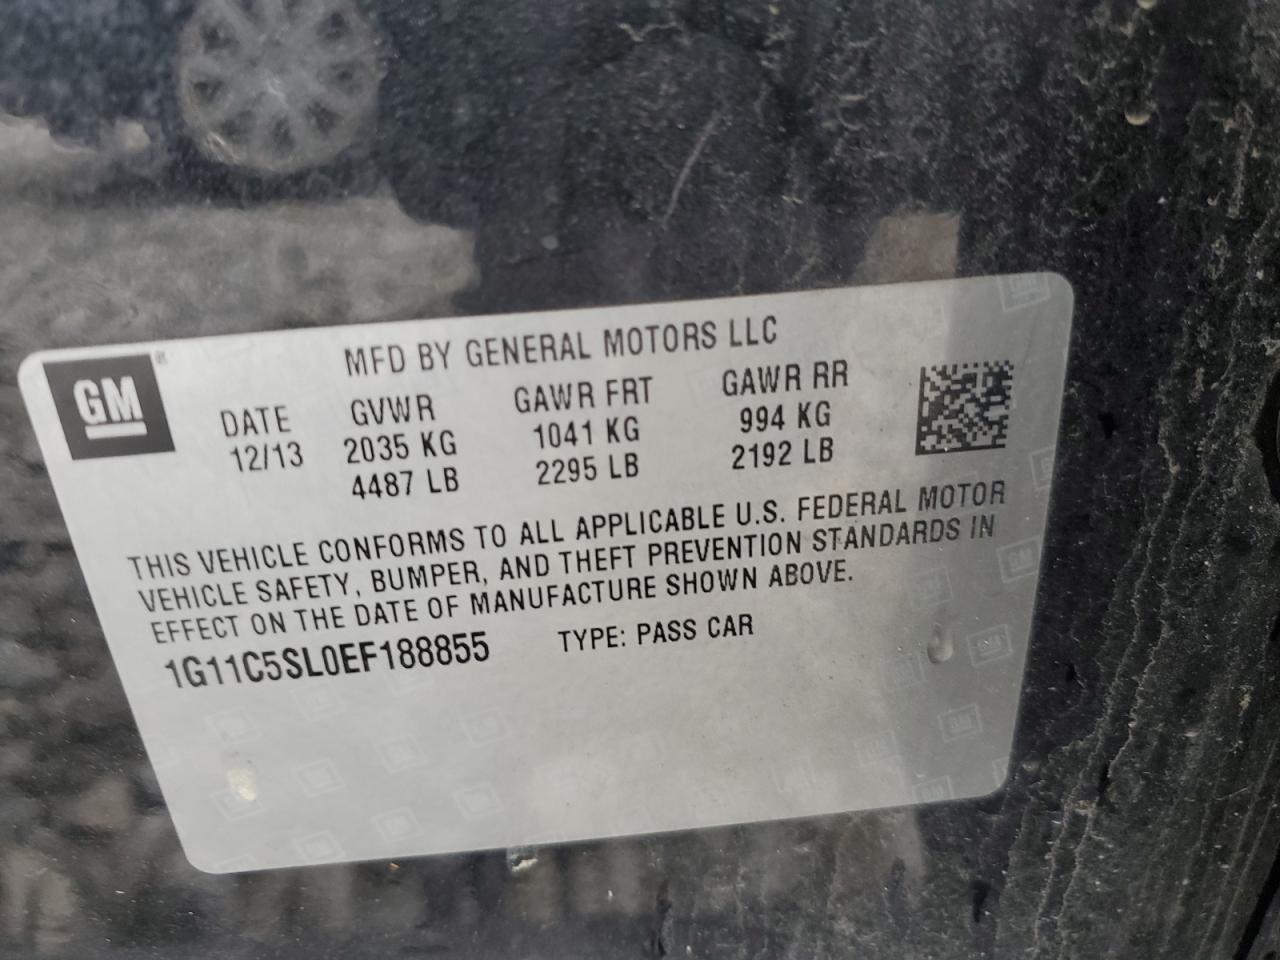 GM
MFD BY GENERAL MOTORS LLC
DATE GVWR GAWR FRT GAWR RR
12/13 2035 KG 1041 KG 994 KG
4487 LB 2295 LB 2192 LB
THIS VEHICLE CONFORMS TO ALL APPLICABLE U.S. FEDERAL MOTOR
VEHICLE SAFETY, BUMPER, AND THEFT PREVENTION STANDARDS IN
EFFECT ON THE DATE OF MANUFACTURE SHOWN ABOVE.
1G11C5SL0EF188855 TYPE: PASS CAR